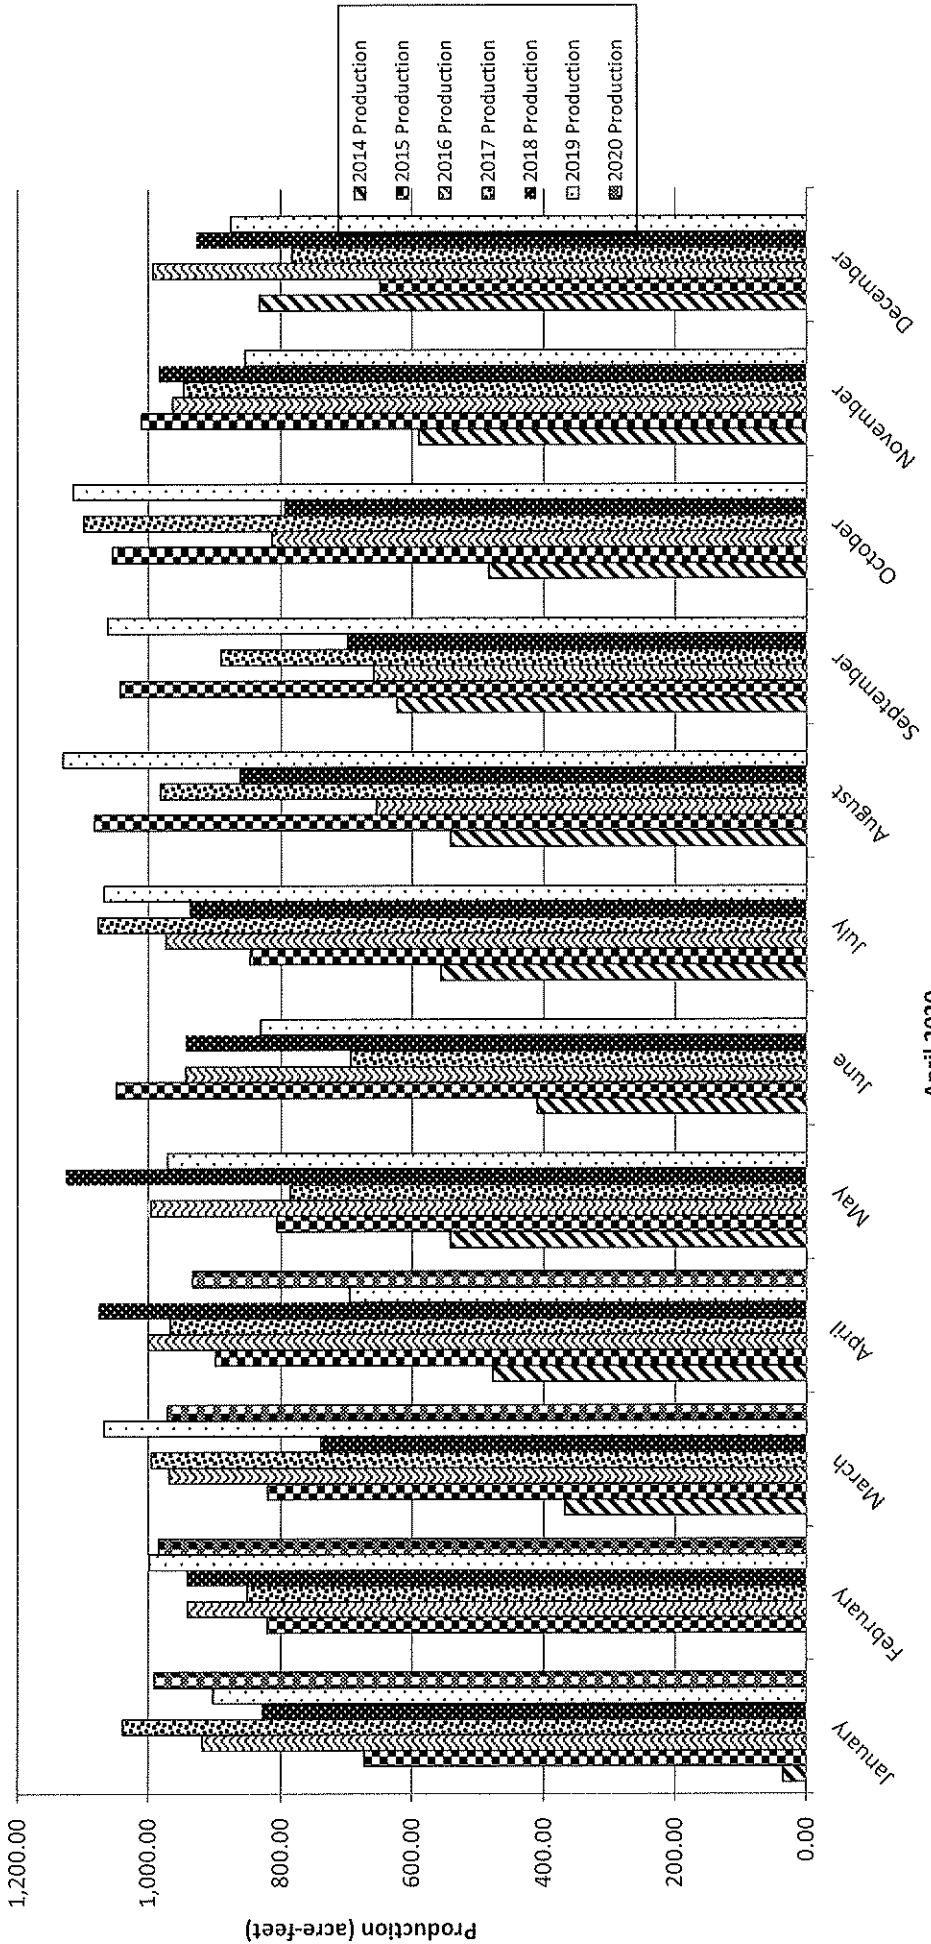 1,200.00
1,000.00
800.00
600.00
400.00
200.00
0.00
Production (acre-feet)
January
February
March
April
May
June
July
August
September
October
November
December
2014 Production
2015 Production
2016 Production
2017 Production
2018 Production
2019 Production
2020 Production
April 2020